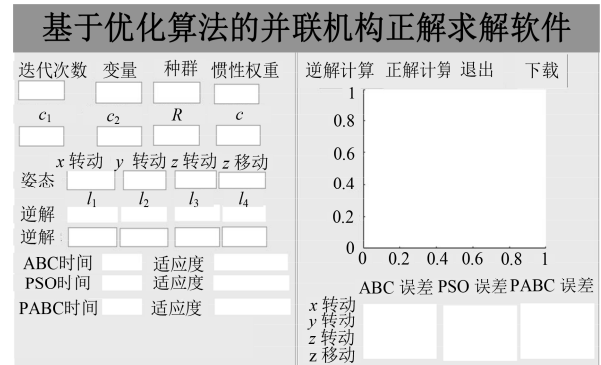 基于优化算法的并联机构正解求解软件
迭代次数 变量 种群 惯性权重
c1 c2 R c
x 转动 y 转动 z 转动 z 移动
姿态
l1 l2 l3 l4
逆解
逆解：
ABC时间 适应度
PSO时间 适应度
PABC时间 适应度
逆解计算 正解计算 退出 下载
1
0.8
0.6
0.4
0.2
0
0 0.2 0.4 0.6 0.8 1
ABC 误差 PSO 误差 PABC 误差
x 转动
y 转动
z 转动
z 移动